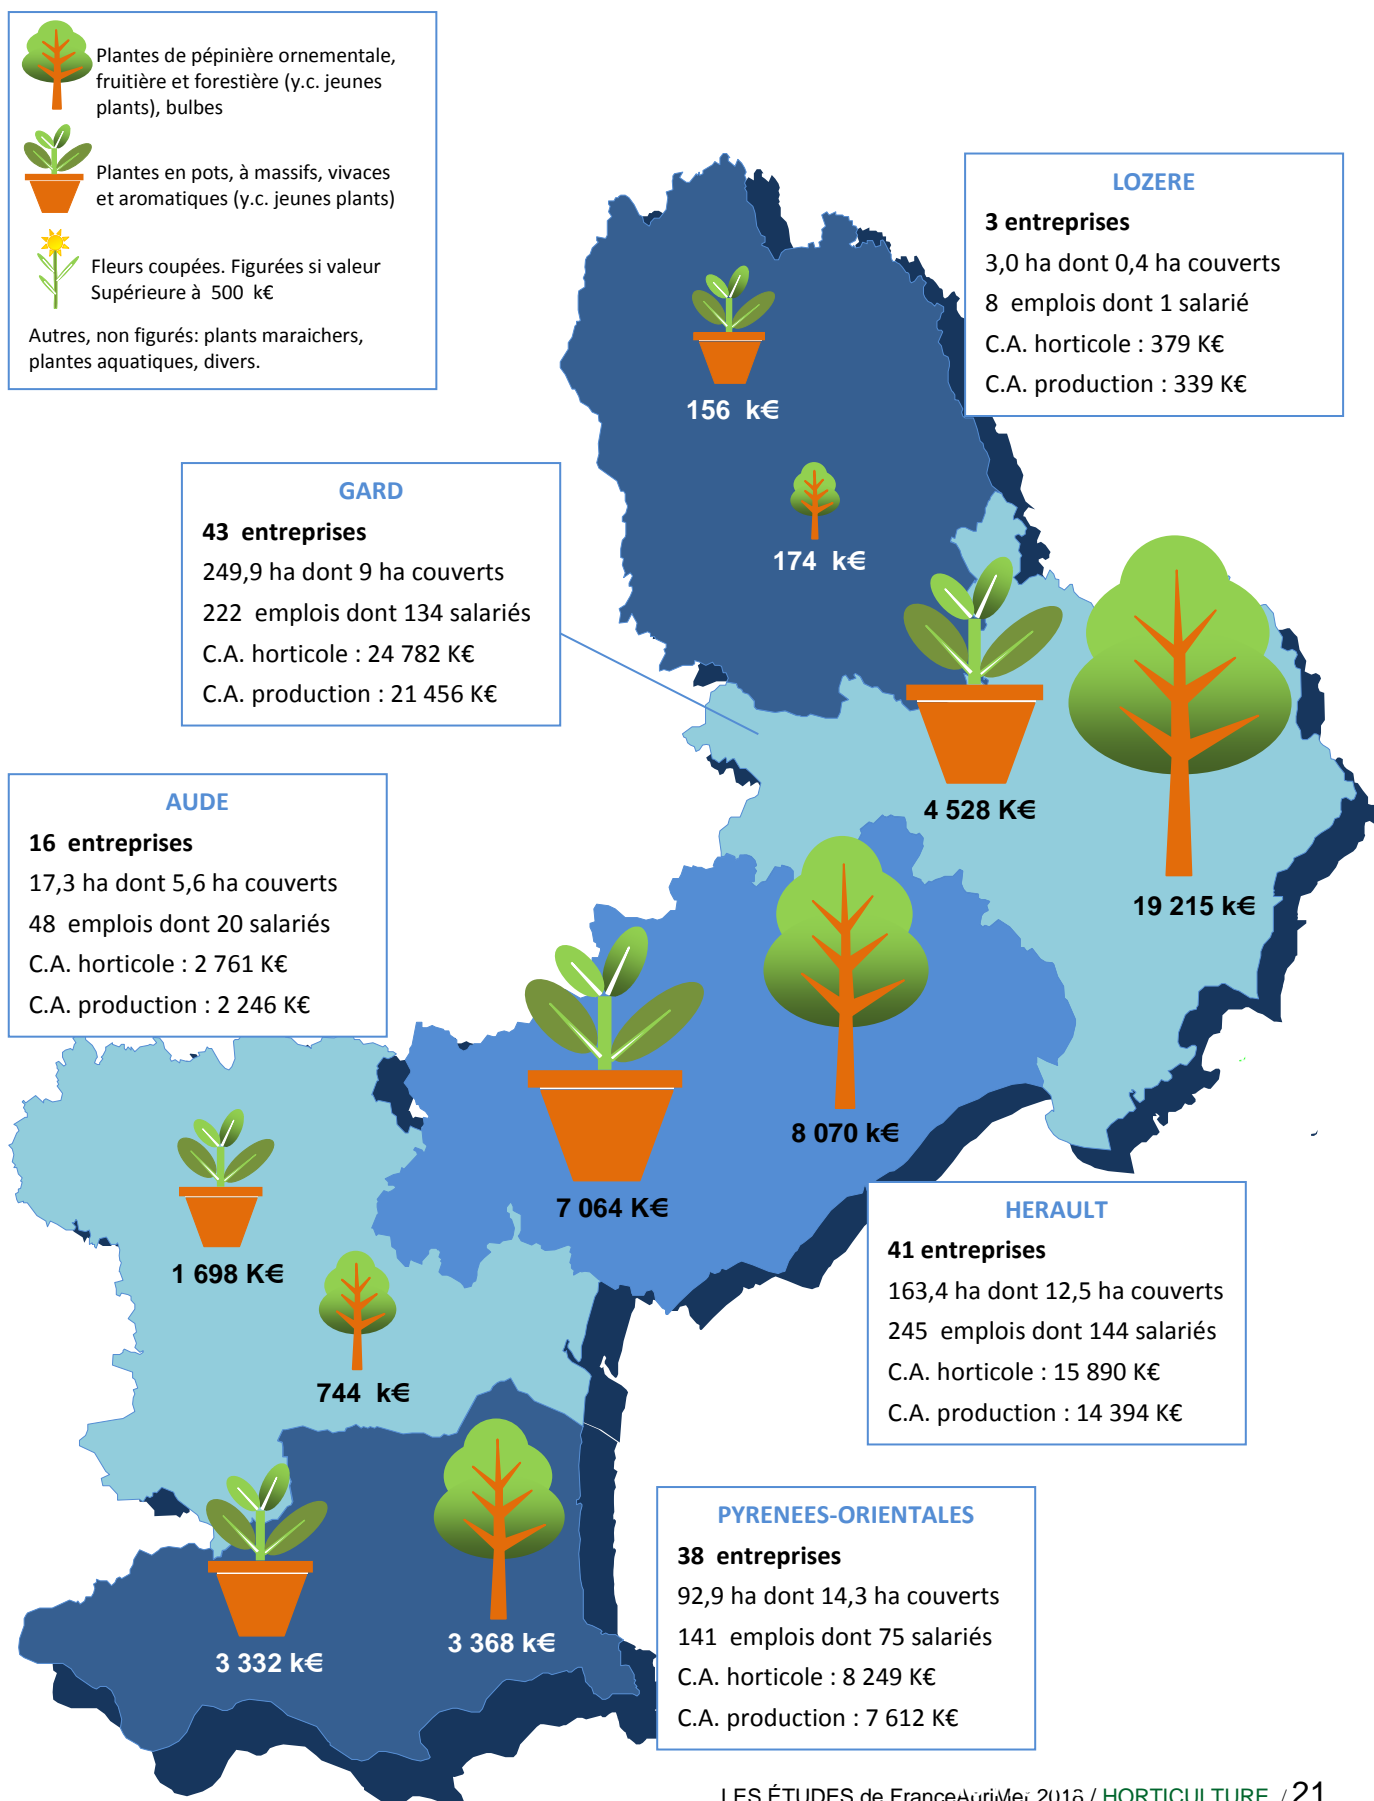 Plantes de pépinière ornementale,
fruitière et forestière (y.c. jeunes
plants), bulbes
Plantes en pots, à massifs, vivaces
et aromatiques (y.c. jeunes plants)
Fleurs coupées. Figurées si valeur
Supérieure à 500 k€
Autres, non figurés: plants maraichers,
plantes aquatiques, divers.
LOZERE
3 entreprises
3,0 ha dont 0,4 ha couverts
8 emplois dont 1 salarié
C.A. horticole : 379 K€
C.A. production : 339 K€
156 k€
174 k€
GARD
43 entreprises
249,9 ha dont 9 ha couverts
222 emplois dont 134 salariés
C.A. horticole : 24 782 K€
C.A. production : 21 456 K€
4 528 K€
19 215 k€
AUDE
16 entreprises
17,3 ha dont 5,6 ha couverts
48 emplois dont 20 salariés
C.A. horticole : 2 761 K€
C.A. production : 2 246 K€
8 070 k€
7 064 K€
1 698 K€
744 k€
HERAULT
41 entreprises
163,4 ha dont 12,5 ha couverts
245 emplois dont 144 salariés
C.A. horticole : 15 890 K€
C.A. production : 14 394 K€
3 332 k€
3 368 k€
PYRENEES-ORIENTALES
38 entreprises
92,9 ha dont 14,3 ha couverts
141 emplois dont 75 salariés
C.A. horticole : 8 249 K€
C.A. production : 7 612 K€
LES ÉTUDES de FranceAgriMer 2016 / HORTICULTURE / 21